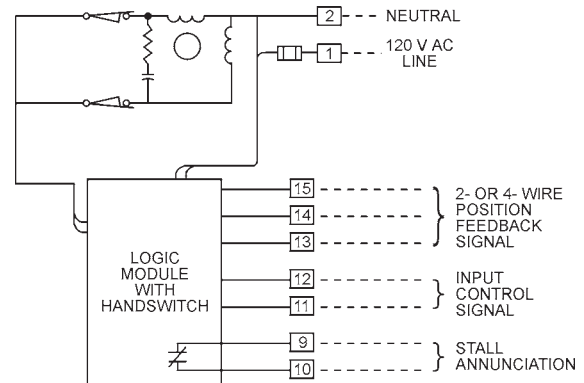 2 NEUTRAL
1 120 V AC
LINE
15
14
13
2- OR 4- WIRE
POSITION
FEEDBACK
SIGNAL
LOGIC
MODULE
WITH
HANDSWITCH
12
11
INPUT
CONTROL
SIGNAL
9
10
STALL
ANNUNCIATION